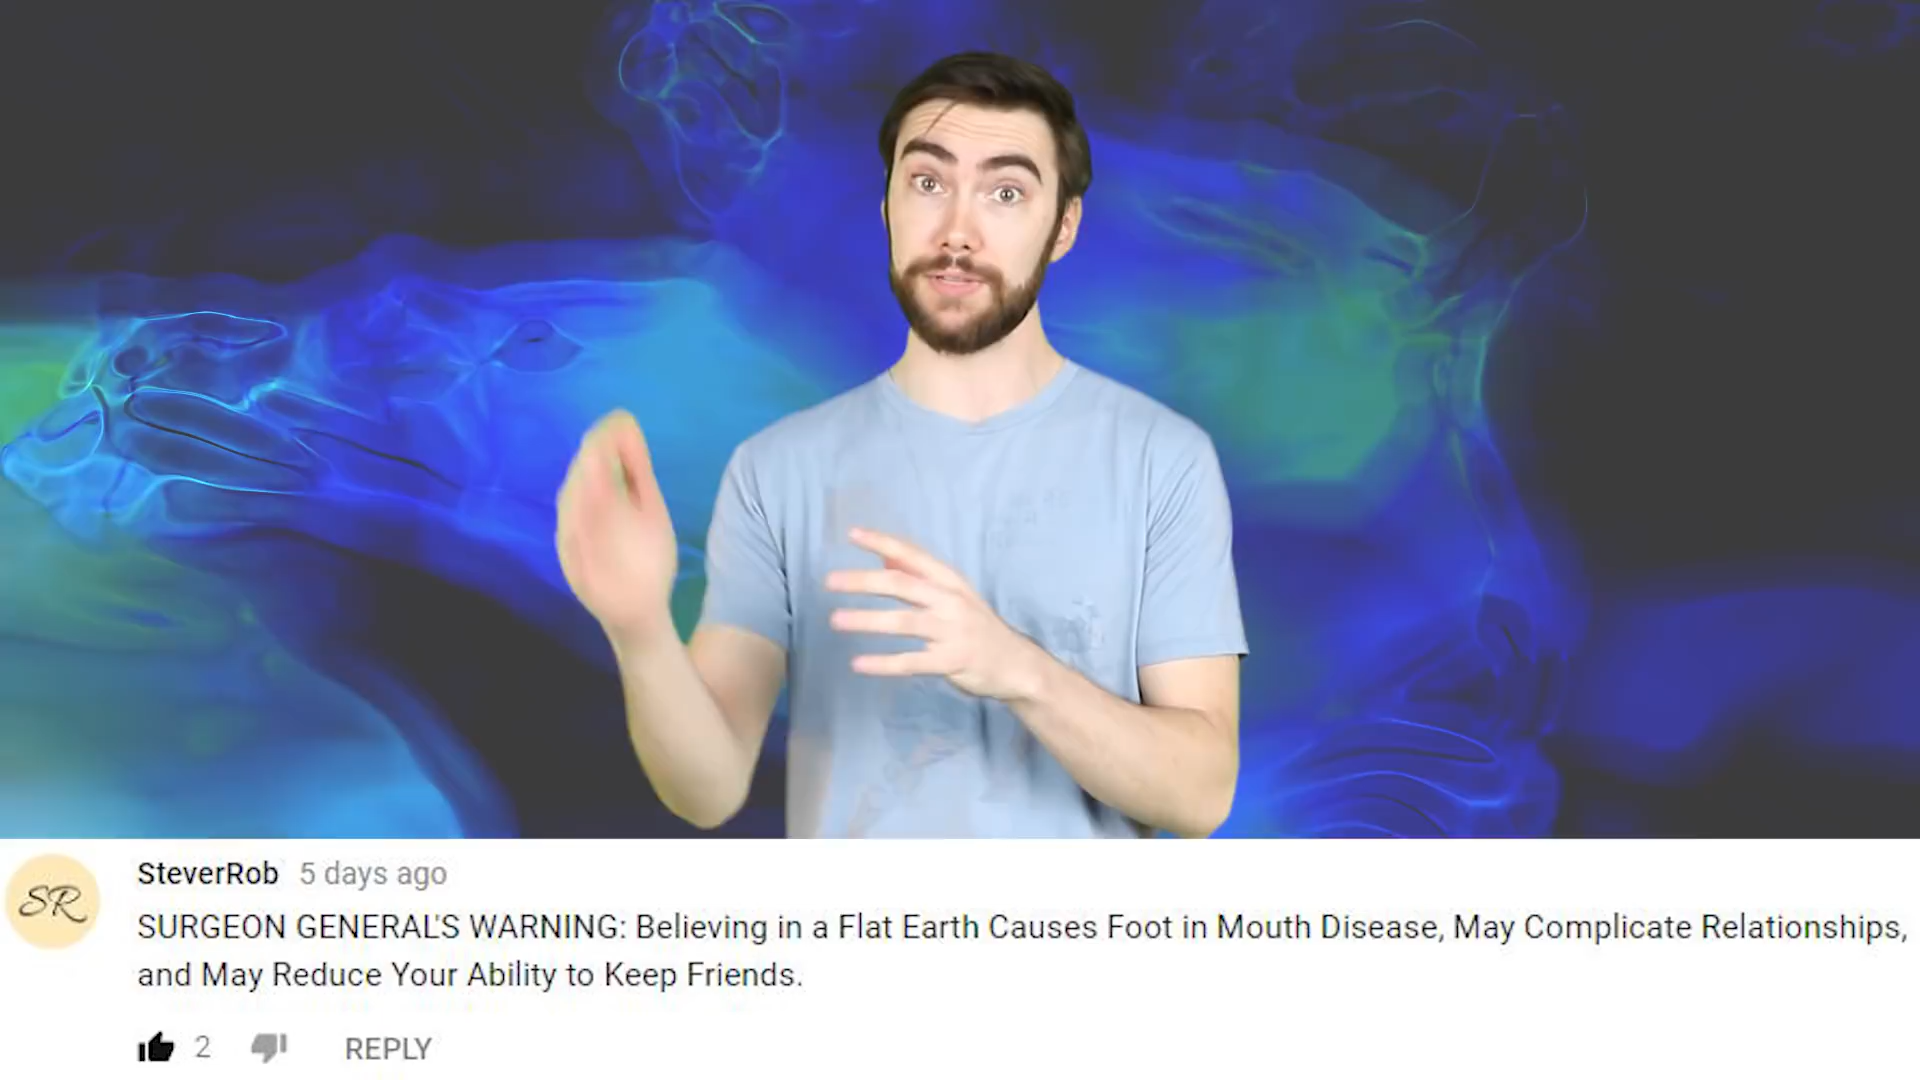 SR
SteverRob 5 days ago
SURGEON GENERAL'S WARNING: Believing in a Flat Earth Causes Foot in Mouth Disease, May Complicate Relationships,
and May Reduce Your Ability to Keep Friends.
2 REPLY